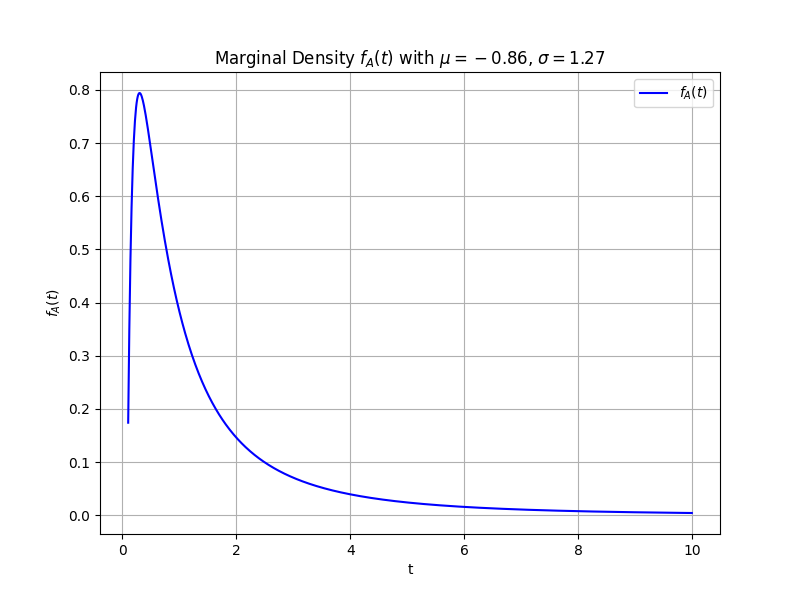 Marginal Density f_A(t) with μ = −0.86, σ = 1.27
f_A(t)
0.8
0.7
0.6
0.5
0.4
0.3
0.2
0.1
0.0
f_A(t)
0 2 4 6 8 10
t